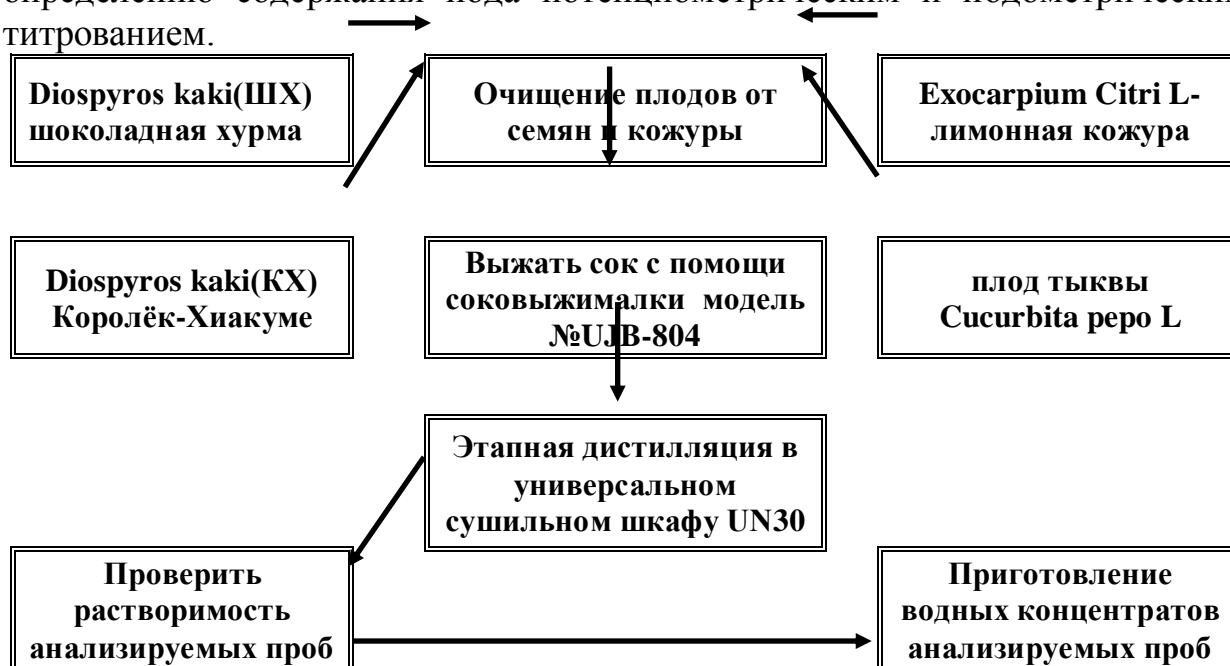 определению содержания йода потенциометрическим и йодометрическим
титрованием.
Diospyros kaki(ШХ)
шоколадная хурма
Очищение плодов от
семян и кожуры
Exocarpium Citri L-
лимонная кожура
Diospyros kaki(КХ)
Королёк-Хиакуме
Выжать сок с помощи
соковыжималки модель
№UJB-804
плод тыквы
Cucurbita pepo L
Этапная дистилляция в
универсальном
сушильном шкафу UN30
Проверить
растворимость
анализируемых проб
Приготовление
водных концентратов
анализируемых проб